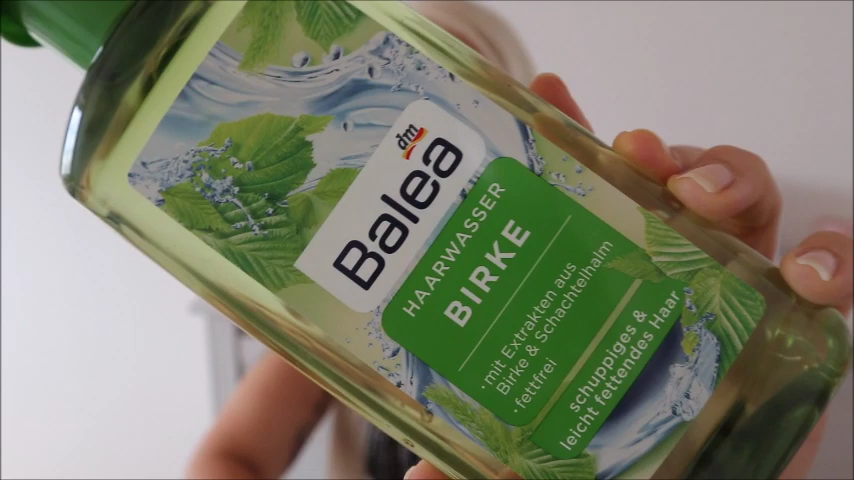 dm
Balea
HAARWASSER
BIRKE
· mit Extrakten aus
Birke & Schachtelhalm
· fettfrei
schuppiges &
leicht fettendes Haar